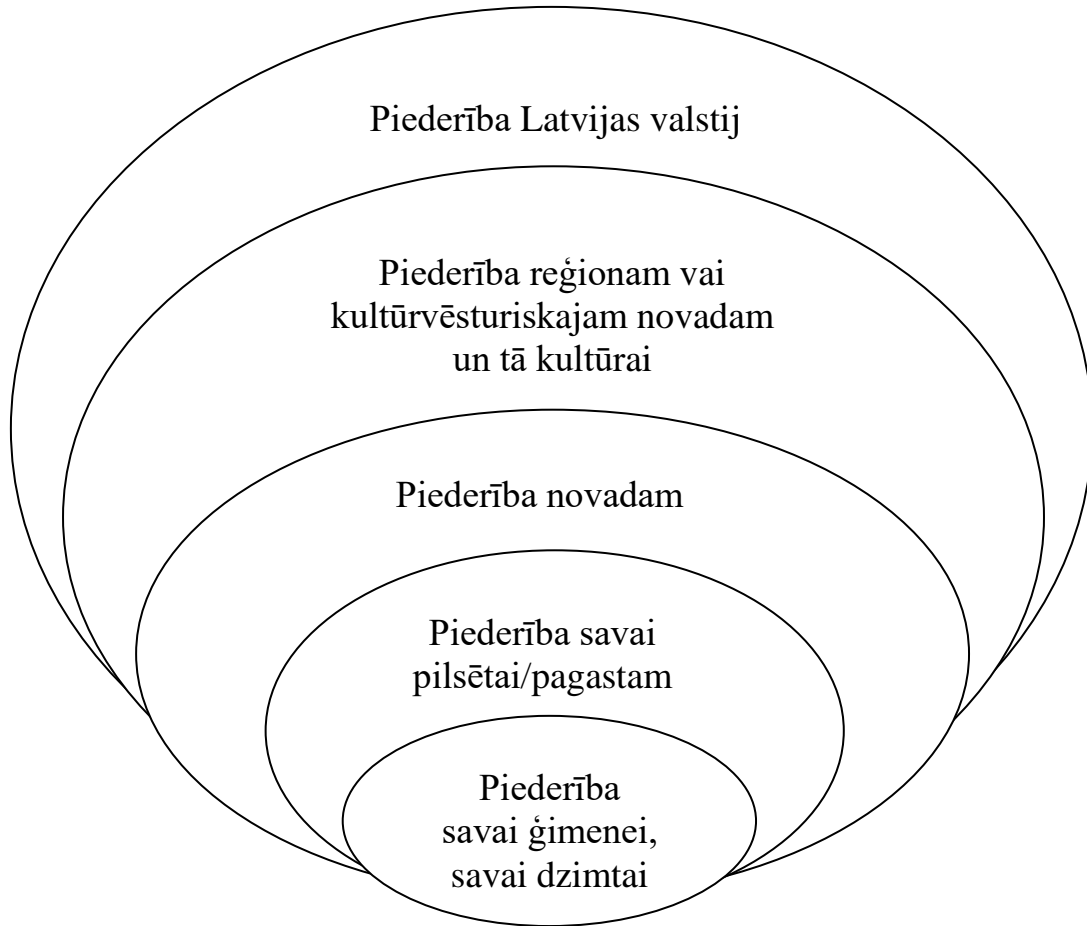 Piederība Latvijas valstij
Piederība reģionam vai
kultūrvēsturiskajam novadam
un tā kultūrai
Piederība novadam
Piederība savai
pilsētai/pagastam
Piederība
savai ģimenei,
savai dzimtai